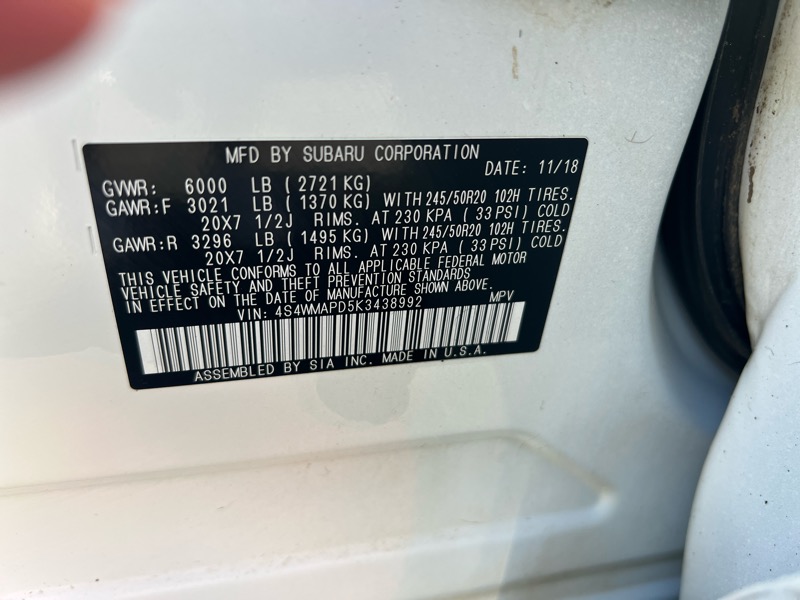 MFD BY SUBARU CORPORATION
DATE: 11/18
GVWR: 6000 LB ( 2721 KG)
GAWR:F 3021 LB ( 1370 KG) WITH 245/50R20 102H TIRES.
20X7 1/2J RIMS. AT 230 KPA ( 33 PSI) COLD
GAWR:R 3296 LB ( 1495 KG) WITH 245/50R20 102H TIRES.
20X7 1/2J RIMS. AT 230 KPA ( 33 PSI) COLD
THIS VEHICLE CONFORMS TO ALL APPLICABLE FEDERAL MOTOR
VEHICLE SAFETY AND THEFT PREVENTION STANDARDS
IN EFFECT ON THE DATE OF MANUFACTURE SHOWN ABOVE.
VIN: 4S4WMAPD5K3438992 MPV
ASSEMBLED BY SIA INC. MADE IN U.S.A.